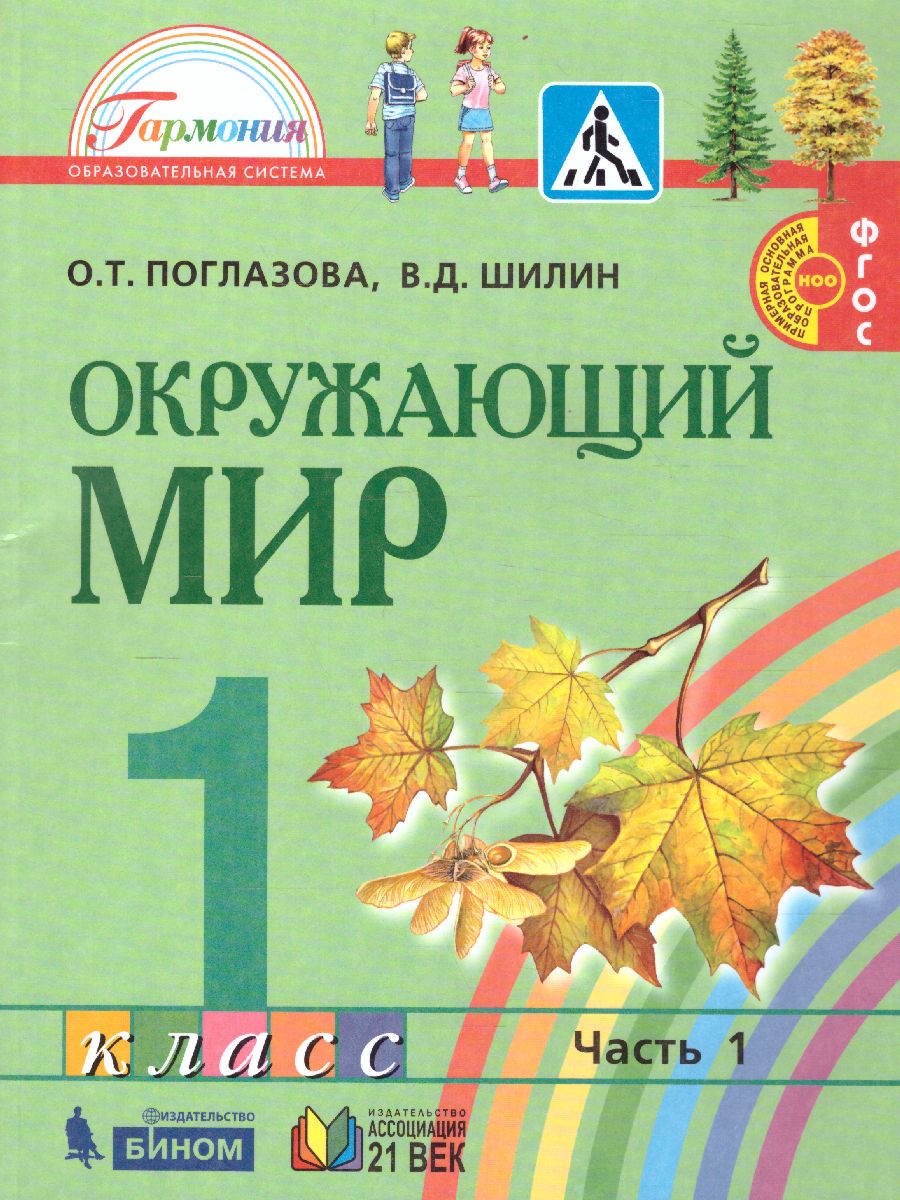 Гармония
ОБРАЗОВАТЕЛЬНАЯ СИСТЕМА
О.Т. ПОГЛАЗОВА, В.Д. ШИЛИН
ПРИМЕРНАЯ ОСНОВНАЯ
ОБРАЗОВАТЕЛЬНАЯ
ПРОГРАММА
НОО
ФГОС
ОКРУЖАЮЩИЙ
МИР
1
класс
Часть 1
ИЗДАТЕЛЬСТВО
БИНОМ
ИЗДАТЕЛЬСТВО
АССОЦИАЦИЯ
21 ВЕК